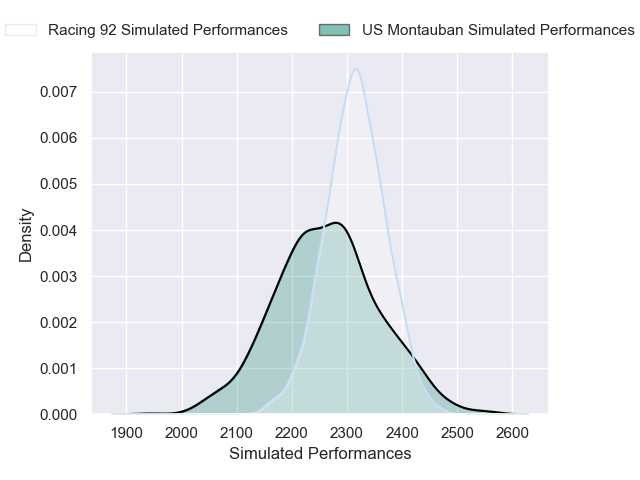 Racing 92 Simulated Performances US Montauban Simulated Performances
0.007
0.006
0.005
0.004
0.003
0.002
0.001
0.000
Density
1900 2000 2100 2200 2300 2400 2500 2600
Simulated Performances